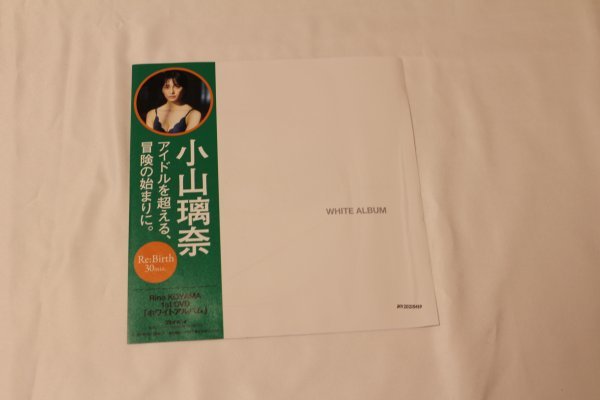 小山璃奈
アイドルを超える、
冒険の始まりに。
Re:Birth
30min.
Rina KOYAMA
1st DVD
「ホワイトアルバム」
WHITE ALBUM